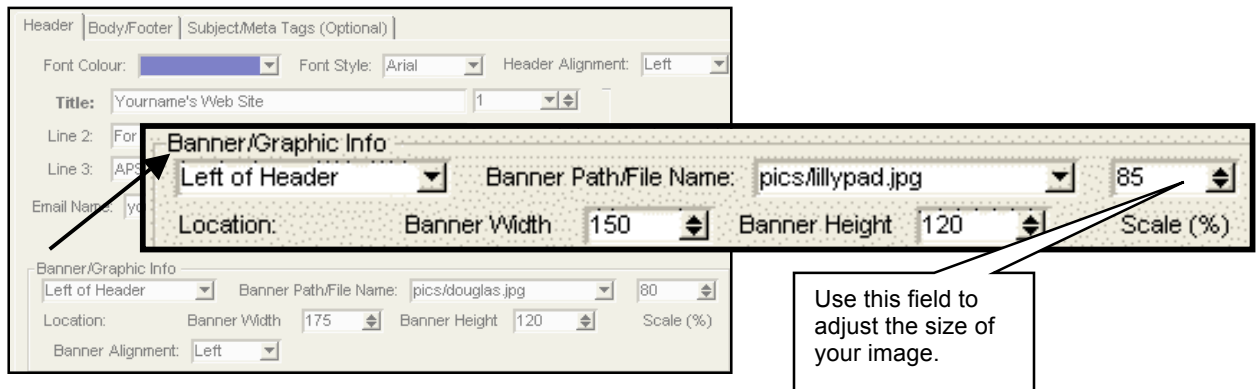 Header Body/Footer Subject/Meta Tags (Optional)
Font Colour: Font Style: Arial Header Alignment: Left
Title: Yourname's Web Site 1
Line 2: For
Line 3: APS
Email Name: yo
Banner/Graphic Info
Left of Header Banner Path/File Name: pics/lillypad.jpg 85
Location: Banner Width 150 Banner Height 120 Scale (%)
Banner/Graphic Info
Left of Header Banner Path/File Name: pics/douglas.jpg 80
Location: Banner Width 175 Banner Height 120 Scale (%)
Banner Alignment: Left
Use this field to
adjust the size of
your image.